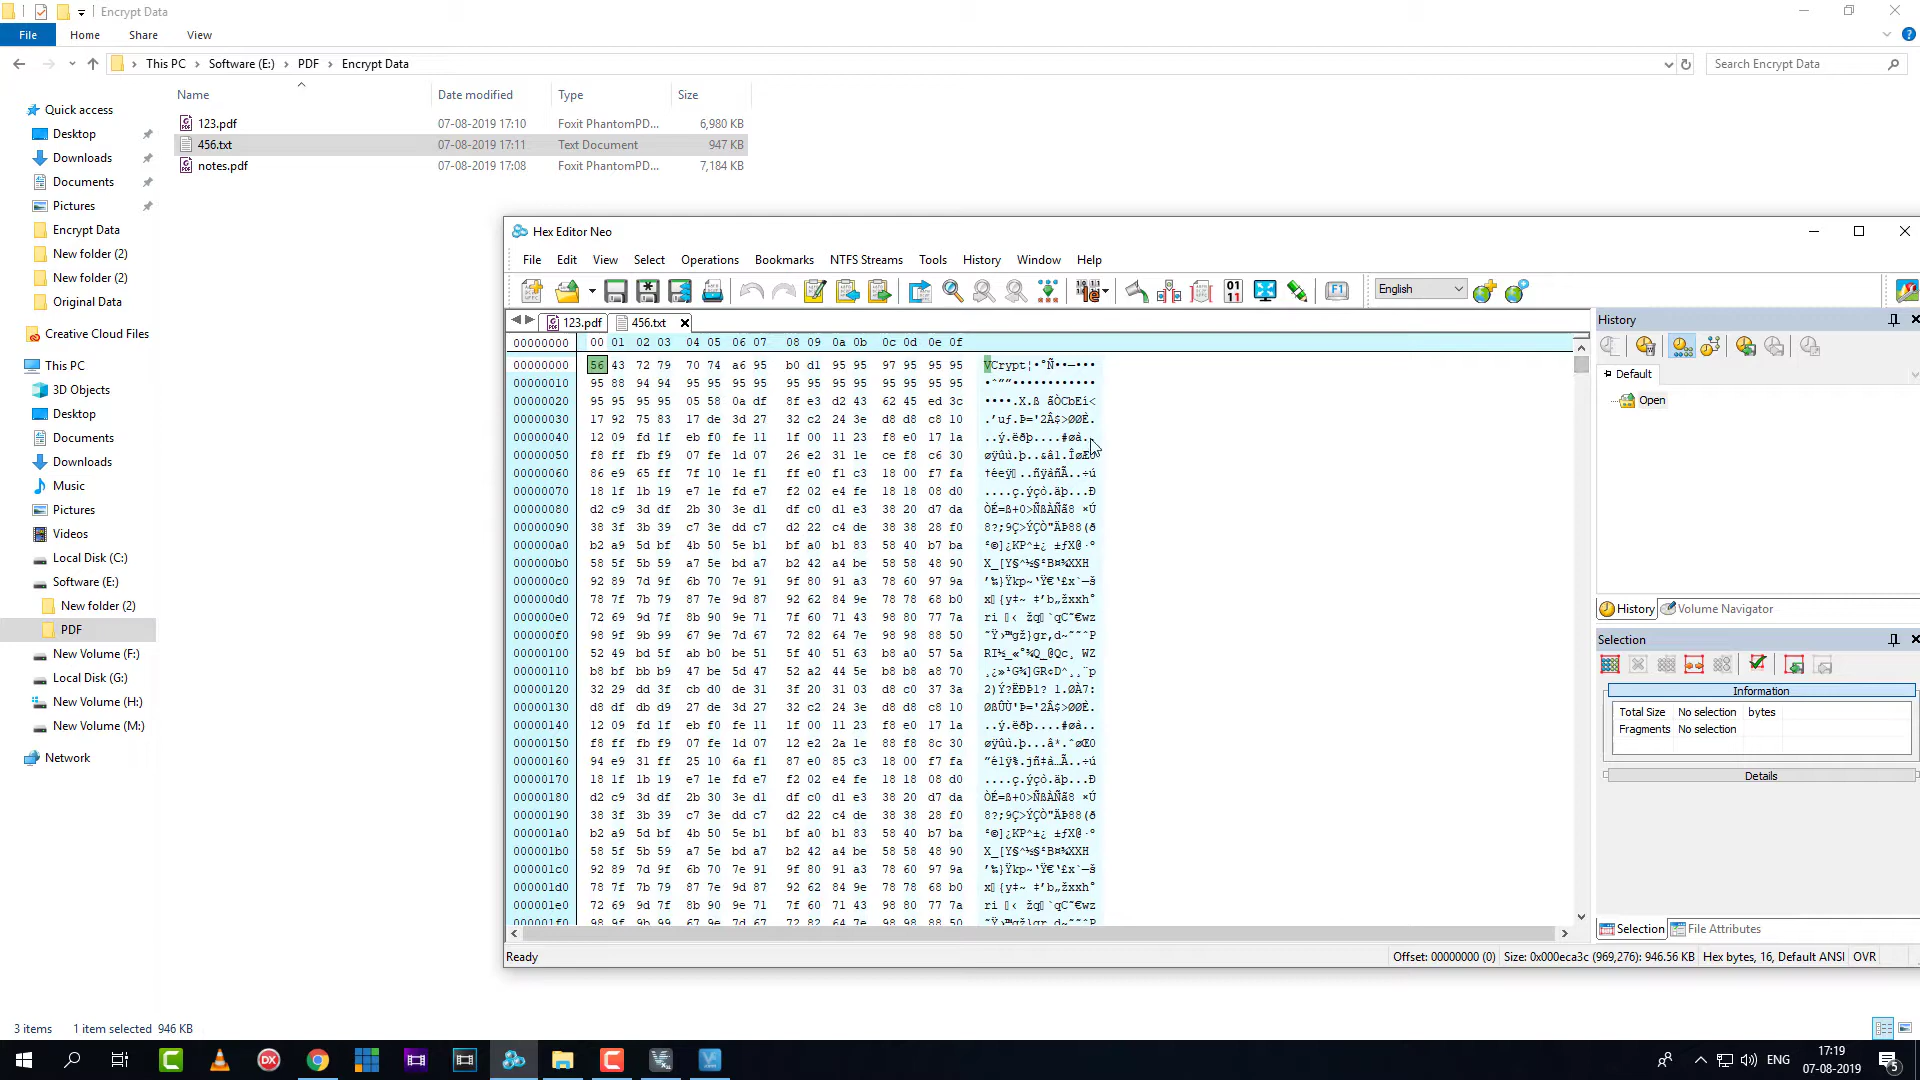 Encrypt Data
File Home Share View
This PC Software (E:) PDF Encrypt Data
Search Encrypt Data
Name Date modified Type Size
123.pdf 07-08-2019 17:10 Foxit PhantomPD... 6,980 KB
456.txt 07-08-2019 17:11 Text Document 947 KB
notes.pdf 07-08-2019 17:08 Foxit PhantomPD... 7,184 KB
Quick access
Desktop
Downloads
Documents
Pictures
Encrypt Data
New folder (2)
New folder (2)
Original Data
Creative Cloud Files
This PC
3D Objects
Desktop
Documents
Downloads
Music
Pictures
Videos
Local Disk (C:)
Software (E:)
New folder (2)
PDF
New Volume (F:)
Local Disk (G:)
New Volume (H:)
New Volume (M:)
Network
Hex Editor Neo
File Edit View Select Operations Bookmarks NTFS Streams Tools History Window Help
English
123.pdf 456.txt
00000000 00 01 02 03 04 05 06 07 08 09 0a 0b 0c 0d 0e 0f
00000000 56 43 72 79 70 74 a6 95 b0 d1 95 95 97 95 95 95
00000010 95 88 94 94 95 95 95 95 95 95 95 95 95 95 95 95
00000020 95 95 95 95 05 58 0a df 8f e3 d2 43 62 45 ed 3c
00000030 17 92 75 83 17 de 3d 27 32 c2 24 3e d8 d8 c8 10
00000040 12 09 fd 1f eb f0 fe 11 1f 00 11 23 f8 e0 17 1a
00000050 f8 ff fb f9 07 fe 1d 07 26 e2 31 1e ce f8 c6 30
00000060 86 e9 65 ff 7f 10 1e f1 ff e0 f1 c3 18 00 f7 fa
00000070 18 1f 1b 19 e7 1e fd e7 f2 02 e4 fe 18 18 08 d0
00000080 d2 c9 3d df 2b 30 3e d1 df c0 d1 e3 38 20 d7 da
00000090 38 3f 3b 39 c7 3e dd c7 d2 22 c4 de 38 38 28 f0
000000a0 b2 a9 5d bf 4b 50 5e b1 bf a0 b1 83 58 40 b7 ba
000000b0 58 5f 5b 59 a7 5e bd a7 b2 42 a4 be 58 58 48 90
000000c0 92 89 7d 9f 6b 70 7e 91 9f 80 91 a3 78 60 97 9a
000000d0 78 7f 7b 79 87 7e 9d 87 92 62 84 9e 78 78 68 b0
000000e0 72 69 9d 7f 8b 90 9e 71 7f 60 71 43 98 80 77 7a
000000f0 98 9f 9b 99 67 9e 7d 67 72 82 64 7e 98 98 88 50
00000100 52 49 bd 5f ab b0 be 51 5f 40 51 63 b8 a0 57 5a
00000110 b8 bf bb b9 47 be 5d 47 52 a2 44 5e b8 b8 a8 70
00000120 32 29 dd 3f cb d0 de 31 3f 20 31 03 d8 c0 37 3a
00000130 d8 df db d9 27 de 3d 27 32 c2 24 3e d8 d8 c8 10
00000140 12 09 fd 1f eb f0 fe 11 1f 00 11 23 f8 e0 17 1a
00000150 f8 ff fb f9 07 fe 1d 07 12 e2 2a 1e 88 f8 8c 30
00000160 94 e9 31 ff 25 10 6a f1 87 e0 85 c3 18 00 f7 fa
00000170 18 1f 1b 19 e7 1e fd e7 f2 02 e4 fe 18 18 08 d0
00000180 d2 c9 3d df 2b 30 3e d1 df c0 d1 e3 38 20 d7 da
00000190 38 3f 3b 39 c7 3e dd c7 d2 22 c4 de 38 38 28 f0
000001a0 b2 a9 5d bf 4b 50 5e b1 bf a0 b1 83 58 40 b7 ba
000001b0 58 5f 5b 59 a7 5e bd a7 b2 42 a4 be 58 58 48 90
000001c0 92 89 7d 9f 6b 70 7e 91 9f 80 91 a3 78 60 97 9a
000001d0 78 7f 7b 79 87 7e 9d 87 92 62 84 9e 78 78 68 b0
000001e0 72 69 9d 7f 8b 90 9e 71 7f 60 71 43 98 80 77 7a
000001f0 98 9f 9b 99 67 9e 7d 67 72 82 64 7e 98 98 88 50
History
Default
Open
History Volume Navigator
Selection
Information
Total Size No selection bytes
Fragments No selection
Details
Selection File Attributes
Ready Offset: 00000000 (0) Size: 0x000eca3c (969,276): 946.56 KB Hex bytes, 16, Default ANSI OVR
3 items 1 item selected 946 KB
ENG 17:19
07-08-2019
5